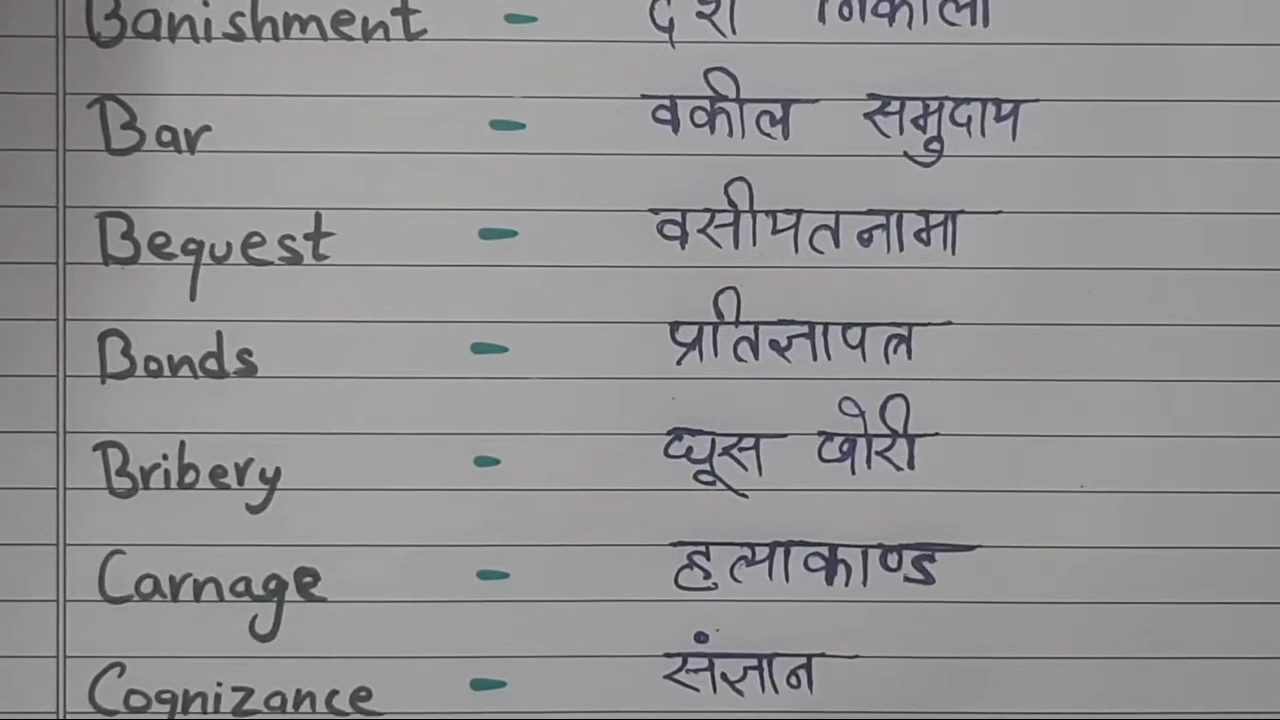 Banishment - देश निकाला
Bar - वकील समुदाय
Bequest - वसीयतनामा
Bonds - प्रतिज्ञापत्र
Bribery - घूस खोरी
Carnage - हत्याकाण्ड
Cognizance - संज्ञान